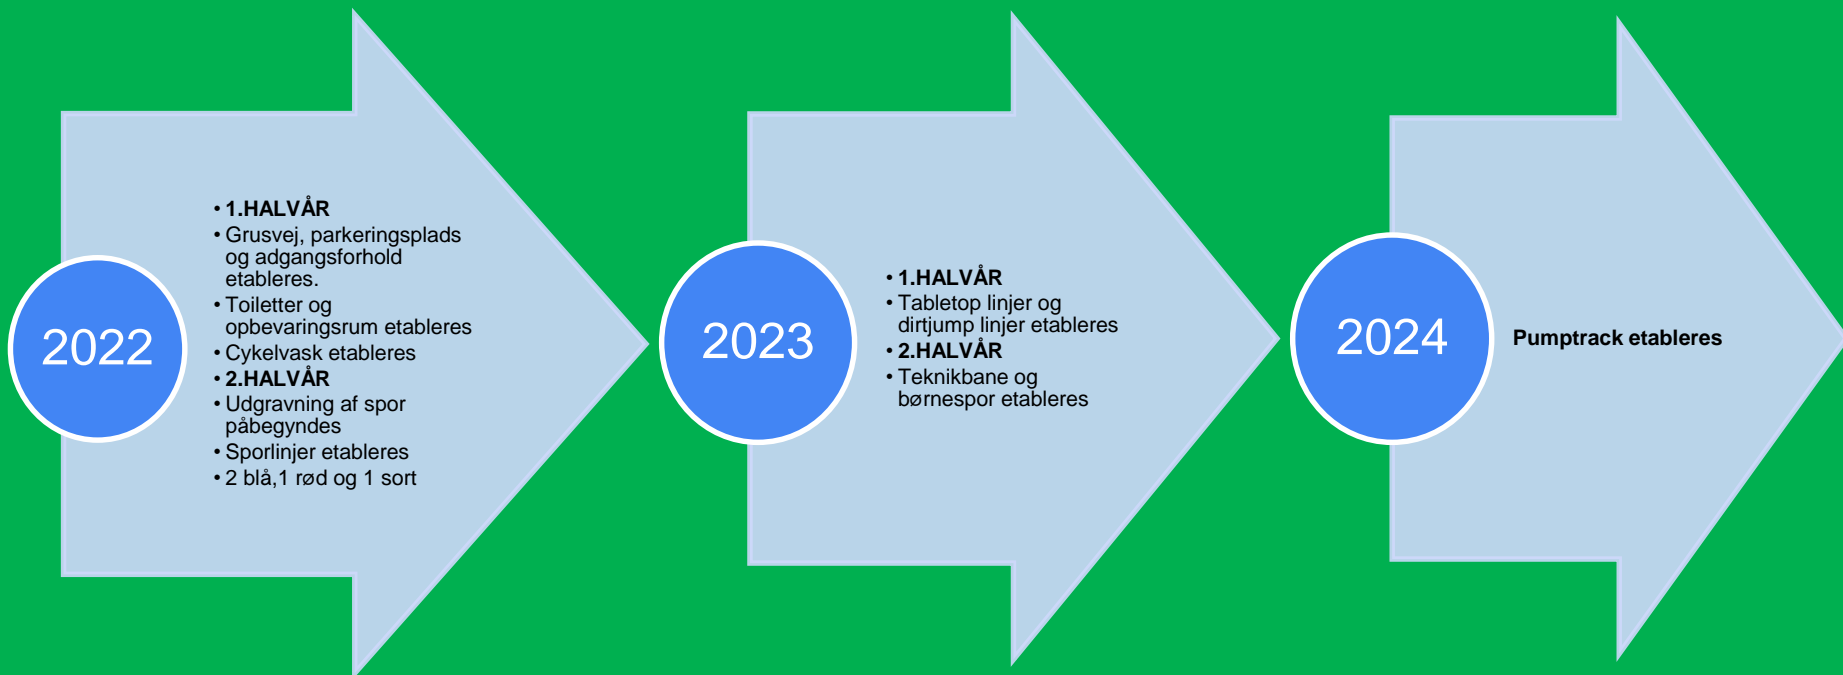 2022
• 1.HALVÅR
• Grusvej, parkeringsplads
og adgangsforhold
etableres.
• Toiletter og
opbevaringsrum etableres
• Cykelvask etableres
• 2.HALVÅR
• Udgravning af spor
påbegyndes
• Sporlinjer etableres
• 2 blå,1 rød og 1 sort
2023
• 1.HALVÅR
• Tabletop linjer og
dirtjump linjer etableres
• 2.HALVÅR
• Teknikbane og
børnespor etableres
2024
Pumptrack etableres